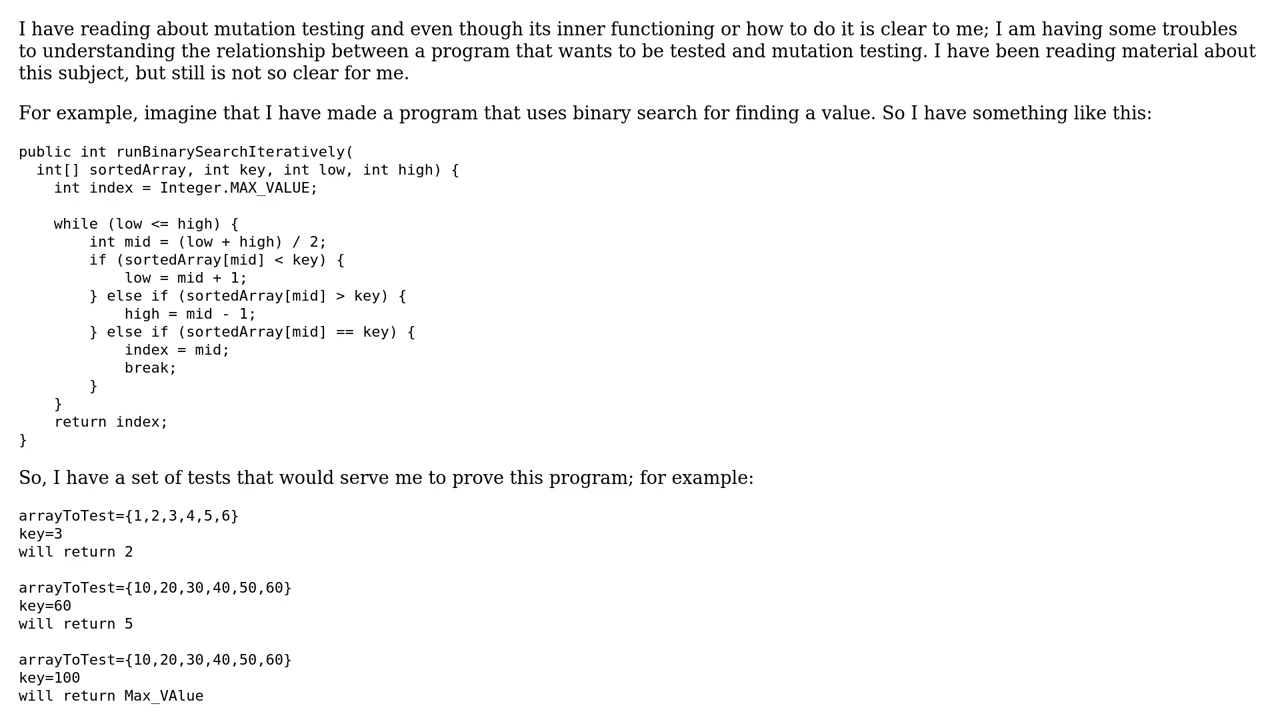 I have reading about mutation testing and even though its inner functioning or how to do it is clear to me; I am having some troubles
to understanding the relationship between a program that wants to be tested and mutation testing. I have been reading material about
this subject, but still is not so clear for me.
For example, imagine that I have made a program that uses binary search for finding a value. So I have something like this:
public int runBinarySearchIteratively(
  int[] sortedArray, int key, int low, int high) {
    int index = Integer.MAX_VALUE;

    while (low <= high) {
        int mid = (low + high) / 2;
        if (sortedArray[mid] < key) {
            low = mid + 1;
        } else if (sortedArray[mid] > key) {
            high = mid - 1;
        } else if (sortedArray[mid] == key) {
            index = mid;
            break;
        }
    }
    return index;
}
So, I have a set of tests that would serve me to prove this program; for example:
arrayToTest={1,2,3,4,5,6}
key=3
will return 2

arrayToTest={10,20,30,40,50,60}
key=60
will return 5

arrayToTest={10,20,30,40,50,60}
key=100
will return Max_VAlue